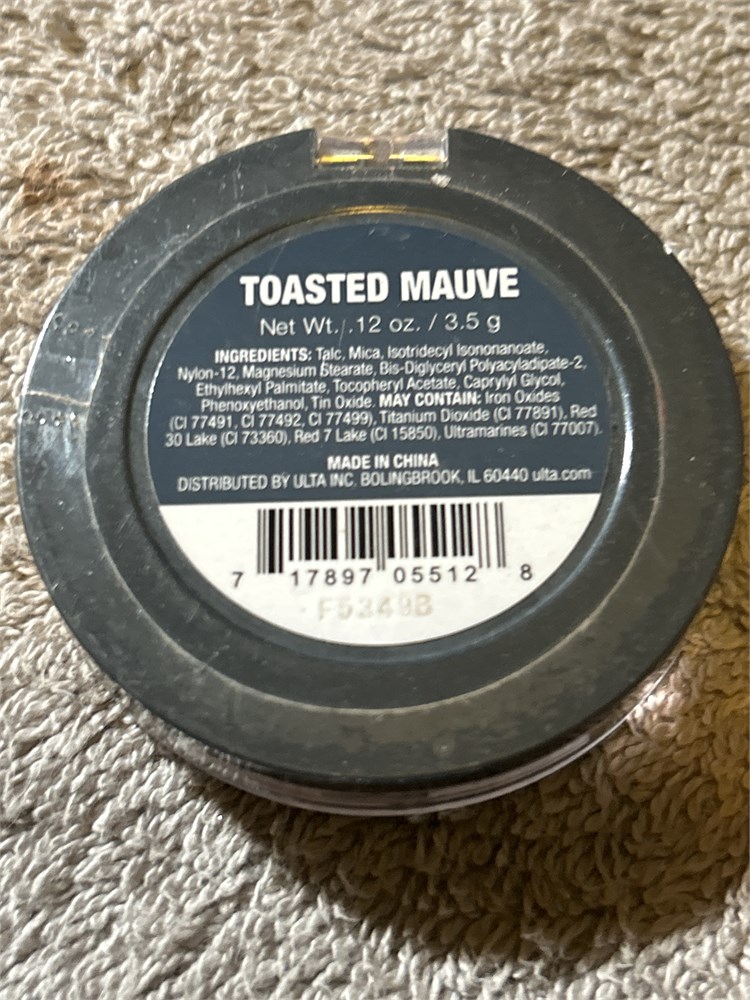 TOASTED MAUVE
Net Wt. .12 oz. / 3.5 g
INGREDIENTS: Talc, Mica, Isotridecyl Isononanoate,
Nylon-12, Magnesium Stearate, Bis-Diglyceryl Polyacyladipate-2,
Ethylhexyl Palmitate, Tocopheryl Acetate, Caprylyl Glycol,
Phenoxyethanol, Tin Oxide. MAY CONTAIN: Iron Oxides
(CI 77491, CI 77492, CI 77499), Titanium Dioxide (CI 77891), Red
30 Lake (CI 73360), Red 7 Lake (CI 15850), Ultramarines (CI 77007).
MADE IN CHINA
DISTRIBUTED BY ULTA INC. BOLINGBROOK, IL 60440 ulta.com
7 17897 05512 8
F5349B